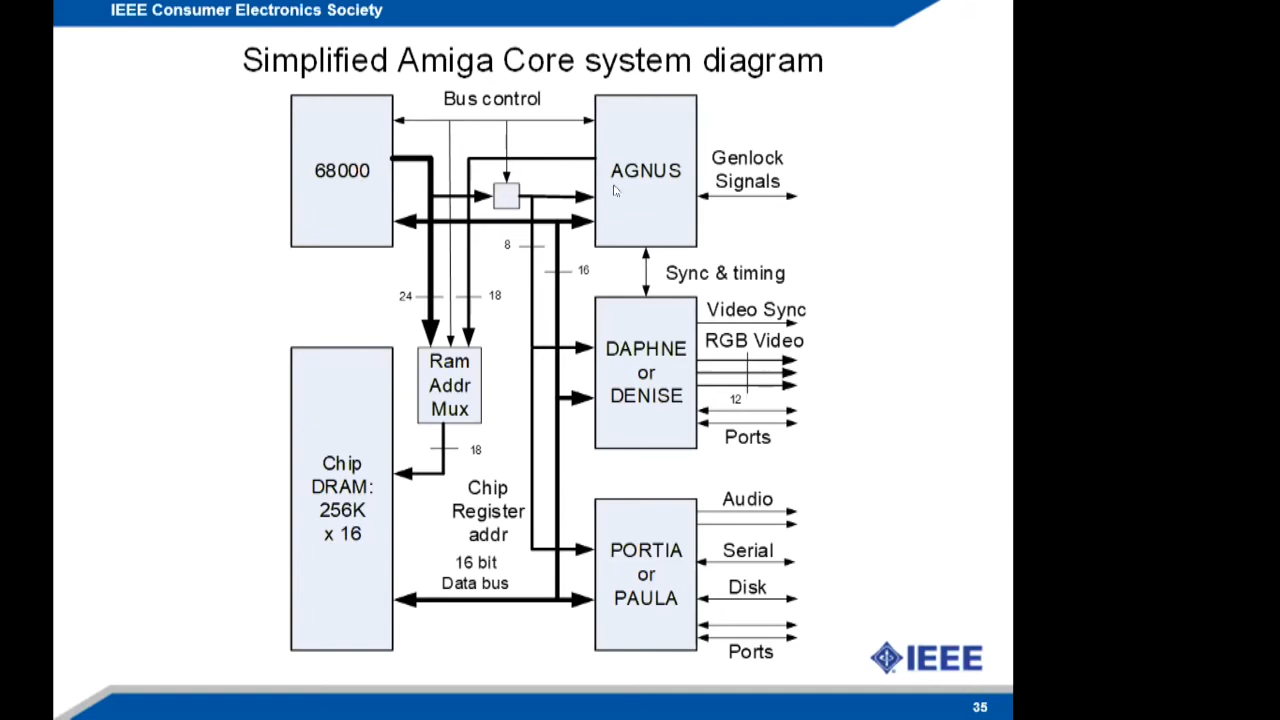 IEEE Consumer Electronics Society
Simplified Amiga Core system diagram
Bus control
68000
AGNUS
Genlock
Signals
8
16
24
18
Sync & timing
Video Sync
RGB Video
DAPHNE
or
DENISE
12
Ports
Ram
Addr
Mux
18
Chip
DRAM:
256K
x 16
Chip
Register
addr
16 bit
Data bus
PORTIA
or
PAULA
Audio
Serial
Disk
Ports
IEEE
35